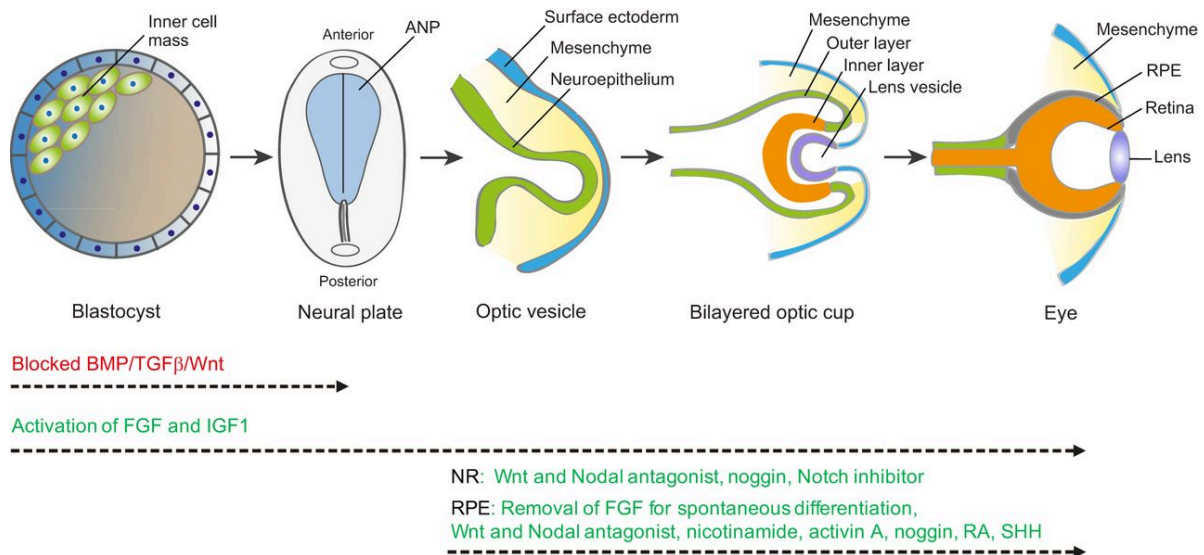 Inner cell
mass
Blastocyst
Anterior
ANP
Posterior
Neural plate
Surface ectoderm
Mesenchyme
Neuroepithelium
Optic vesicle
Mesenchyme
Outer layer
Inner layer
Lens vesicle
Bilayered optic cup
Mesenchyme
RPE
Retina
Lens
Eye
Blocked BMP/TGFβ/Wnt
Activation of FGF and IGF1
NR: Wnt and Nodal antagonist, noggin, Notch inhibitor
RPE: Removal of FGF for spontaneous differentiation,
Wnt and Nodal antagonist, nicotinamide, activin A, noggin, RA, SHH